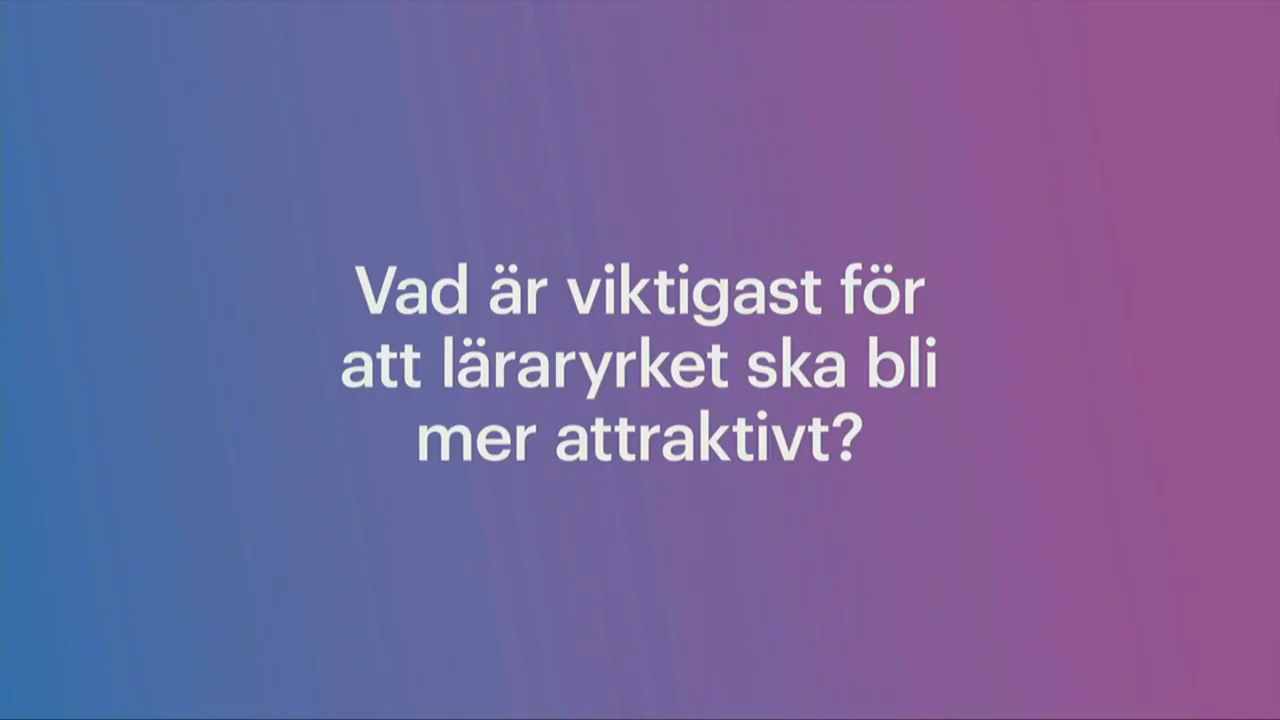 Vad är viktigast för
att läraryrket ska bli
mer attraktivt?